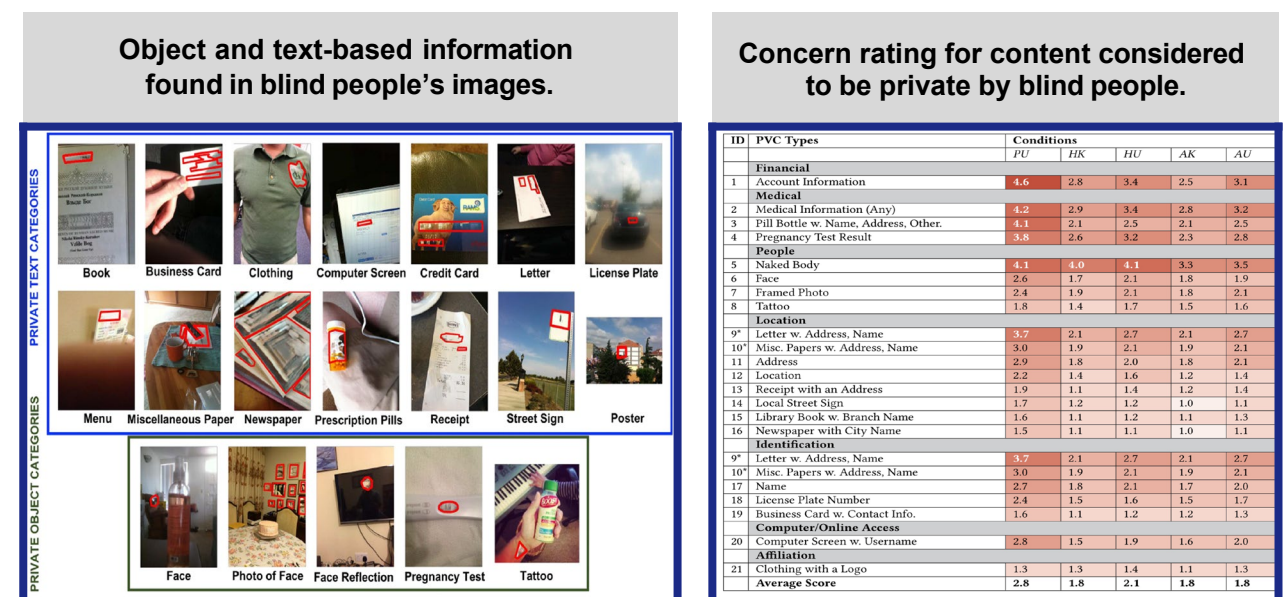 Object and text-based information
found in blind people's images.
PRIVATE TEXT CATEGORIES
Book Business Card Clothing Computer Screen Credit Card Letter License Plate
Menu Miscellaneous Paper Newspaper Prescription Pills Receipt Street Sign Poster
PRIVATE OBJECT CATEGORIES
Face Photo of Face Face Reflection Pregnancy Test Tattoo
Concern rating for content considered
to be private by blind people.
ID PVC Types Conditions
PU HK HU AK AU
Financial
1 Account Information 4.6 2.8 3.4 2.5 3.1
Medical
2 Medical Information (Any) 4.2 2.9 3.4 2.8 3.2
3 Pill Bottle w. Name, Address, Other. 4.1 2.1 2.5 2.1 2.5
4 Pregnancy Test Result 3.8 2.6 3.2 2.3 2.8
People
5 Naked Body 4.1 4.0 4.1 3.3 3.5
6 Face 2.6 1.7 2.1 1.8 1.9
7 Framed Photo 2.4 1.9 2.1 1.8 2.1
8 Tattoo 1.8 1.4 1.7 1.5 1.6
Location
9* Letter w. Address, Name 3.7 2.1 2.7 2.1 2.7
10* Misc. Papers w. Address, Name 3.0 1.9 2.1 1.9 2.1
11 Address 2.9 1.8 2.0 1.8 2.1
12 Location 2.2 1.4 1.6 1.2 1.4
13 Receipt with an Address 1.9 1.1 1.4 1.2 1.4
14 Local Street Sign 1.7 1.2 1.2 1.0 1.1
15 Library Book w. Branch Name 1.6 1.1 1.2 1.1 1.3
16 Newspaper with City Name 1.5 1.1 1.1 1.0 1.1
Identification
9* Letter w. Address, Name 3.7 2.1 2.7 2.1 2.7
10* Misc. Papers w. Address, Name 3.0 1.9 2.1 1.9 2.1
17 Name 2.7 1.8 2.1 1.7 2.0
18 License Plate Number 2.4 1.5 1.6 1.5 1.7
19 Business Card w. Contact Info. 1.6 1.1 1.2 1.2 1.3
Computer/Online Access
20 Computer Screen w. Username 2.8 1.5 1.9 1.6 2.0
Affiliation
21 Clothing with a Logo 1.3 1.3 1.4 1.1 1.3
Average Score 2.8 1.8 2.1 1.8 1.8